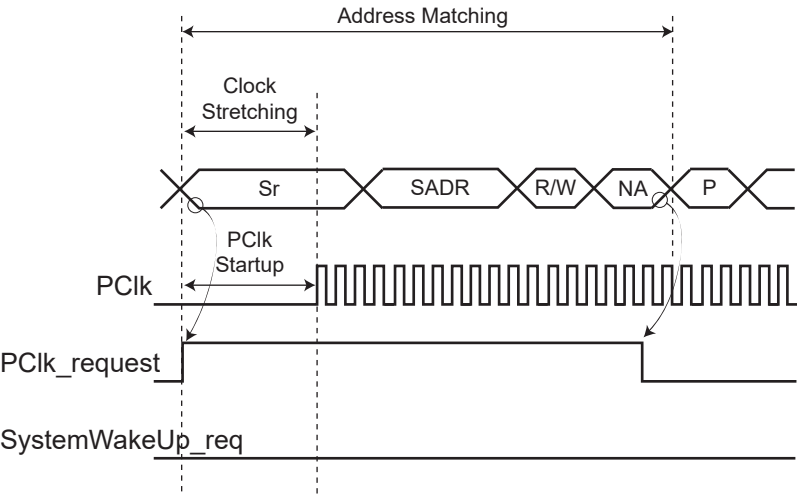 Address Matching
Clock
Stretching
Sr
SADR
R/W
NA
P
PClk
Startup
PClk
PClk_request
SystemWakeUp_req